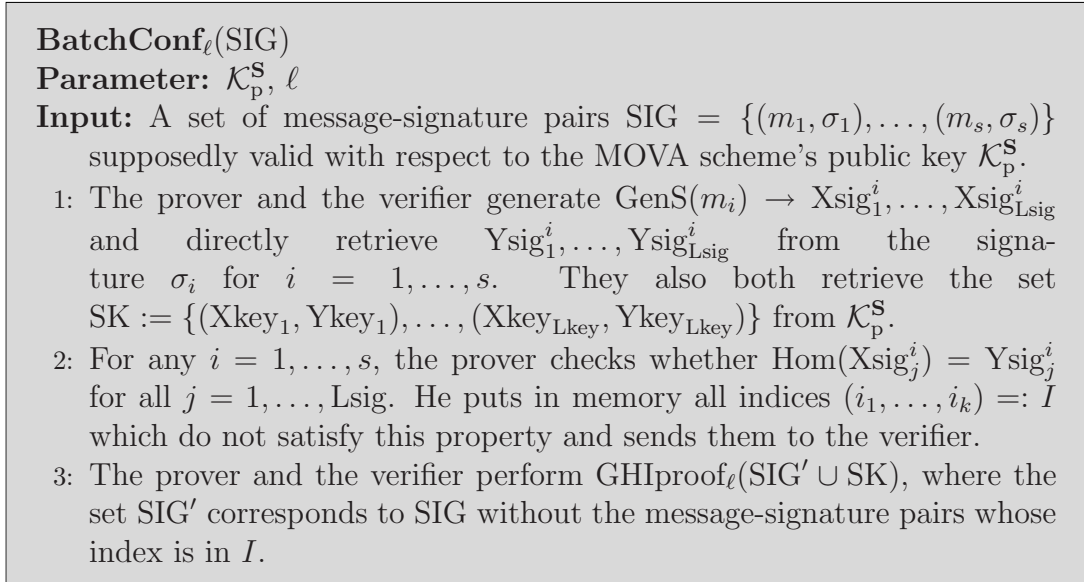 BatchConf_ℓ(SIG)
Parameter: 𝒦_p^S, ℓ
Input: A set of message-signature pairs SIG = {(m_1, σ_1), . . . , (m_s, σ_s)}
supposedly valid with respect to the MOVA scheme's public key 𝒦_p^S.
1: The prover and the verifier generate GenS(m_i) → Xsig_1^i, . . . , Xsig_Lsig^i
and directly retrieve Ysig_1^i, . . . , Ysig_Lsig^i from the signa-
ture σ_i for i = 1, . . . , s. They also both retrieve the set
SK := {(Xkey_1, Ykey_1), . . . , (Xkey_Lkey, Ykey_Lkey)} from 𝒦_p^S.
2: For any i = 1, . . . , s, the prover checks whether Hom(Xsig_j^i) = Ysig_j^i
for all j = 1, . . . , Lsig. He puts in memory all indices (i_1, . . . , i_k) =: I
which do not satisfy this property and sends them to the verifier.
3: The prover and the verifier perform GHIproof_ℓ(SIG′ ∪ SK), where the
set SIG′ corresponds to SIG without the message-signature pairs whose
index is in I.